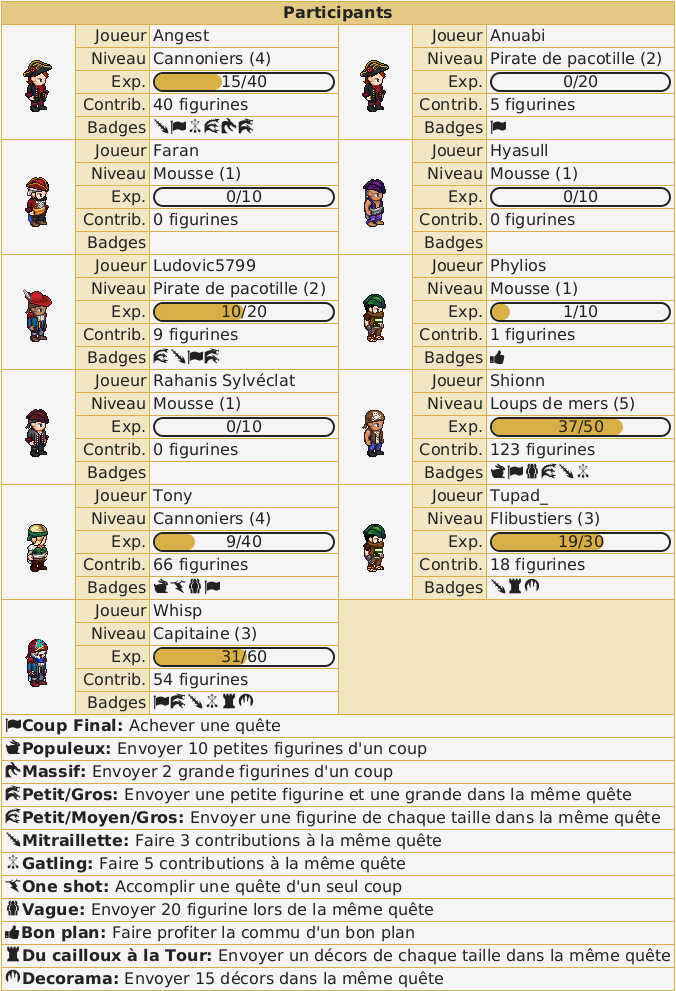 Participants
Joueur Angest
Niveau Cannoniers (4)
Exp. 15/40
Contrib. 40 figurines
Badges
Joueur Anuabi
Niveau Pirate de pacotille (2)
Exp. 0/20
Contrib. 5 figurines
Badges
Joueur Faran
Niveau Mousse (1)
Exp. 0/10
Contrib. 0 figurines
Badges
Joueur Hyasull
Niveau Mousse (1)
Exp. 0/10
Contrib. 0 figurines
Badges
Joueur Ludovic5799
Niveau Pirate de pacotille (2)
Exp. 10/20
Contrib. 9 figurines
Badges
Joueur Phylios
Niveau Mousse (1)
Exp. 1/10
Contrib. 1 figurines
Badges
Joueur Rahanis Sylvéclat
Niveau Mousse (1)
Exp. 0/10
Contrib. 0 figurines
Badges
Joueur Shionn
Niveau Loups de mers (5)
Exp. 37/50
Contrib. 123 figurines
Badges
Joueur Tony
Niveau Cannoniers (4)
Exp. 9/40
Contrib. 66 figurines
Badges
Joueur Tupad_
Niveau Flibustiers (3)
Exp. 19/30
Contrib. 18 figurines
Badges
Joueur Whisp
Niveau Capitaine (3)
Exp. 31/60
Contrib. 54 figurines
Badges
Coup Final: Achever une quête
Populeux: Envoyer 10 petites figurines d'un coup
Massif: Envoyer 2 grande figurines d'un coup
Petit/Gros: Envoyer une petite figurine et une grande dans la même quête
Petit/Moyen/Gros: Envoyer une figurine de chaque taille dans la même quête
Mitraillette: Faire 3 contributions à la même quête
Gatling: Faire 5 contributions à la même quête
One shot: Accomplir une quête d'un seul coup
Vague: Envoyer 20 figurine lors de la même quête
Bon plan: Faire profiter la commu d'un bon plan
Du cailloux à la Tour: Envoyer un décors de chaque taille dans la même quête
Decorama: Envoyer 15 décors dans la même quête